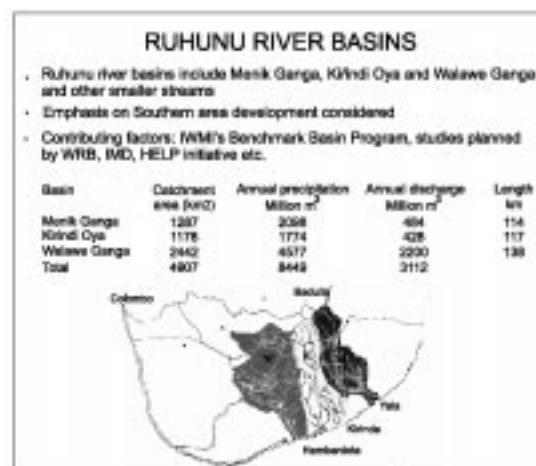 RUHUNU RIVER BASINS
• Ruhunu river basins include Menik Ganga, Kirindi Oya and Walawe Ganga
and other smaller streams
• Emphasis on Southern area development considered
• Contributing factors: IWMI's Benchmark Basin Program, studies planned
by WRB, IMD, HELP initiative etc.
Basin Catchment Annual precipitation Annual discharge Length
area (km2) Million m3 Million m3 km
Menik Ganga 1287 2098 484 114
Kirindi Oya 1178 1774 428 117
Walawe Ganga 2442 4577 2200 138
Total 4907 8449 3112
Colombo Badulla
Yala
Kirinda
Hambantota